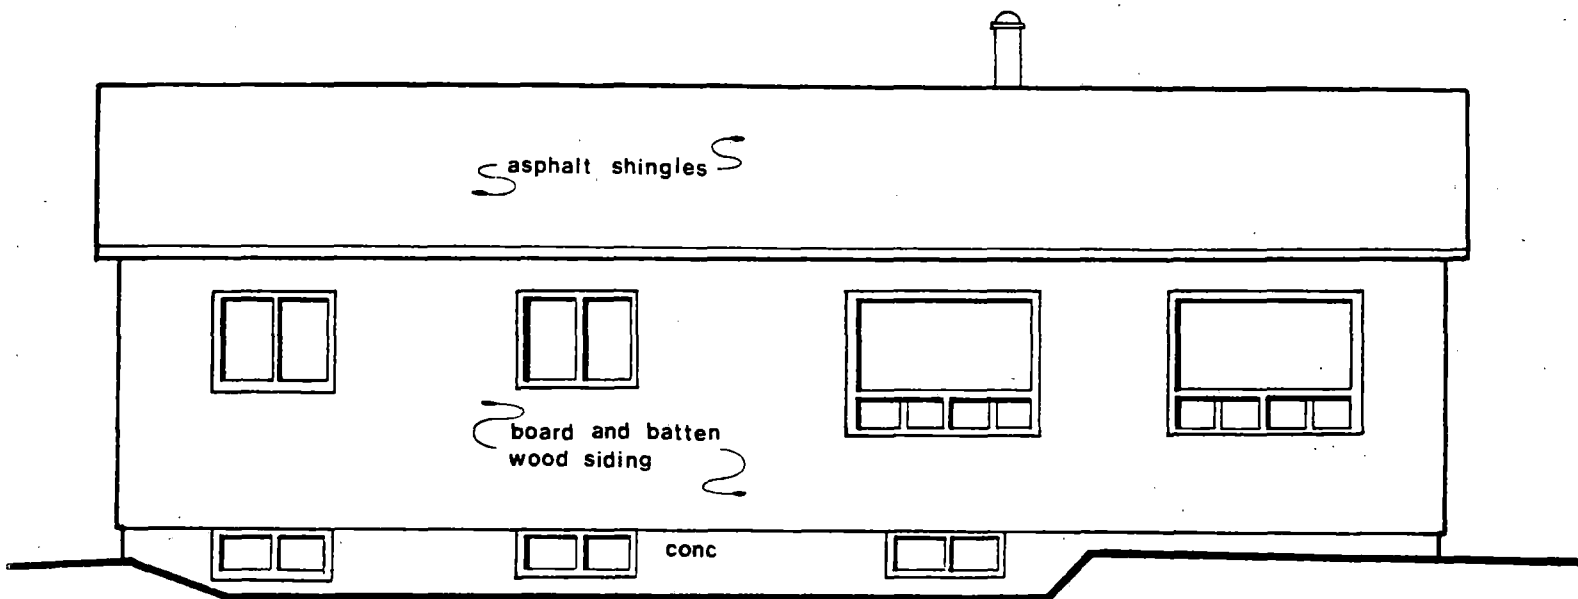 asphalt shingles
board and batten
wood siding
conc